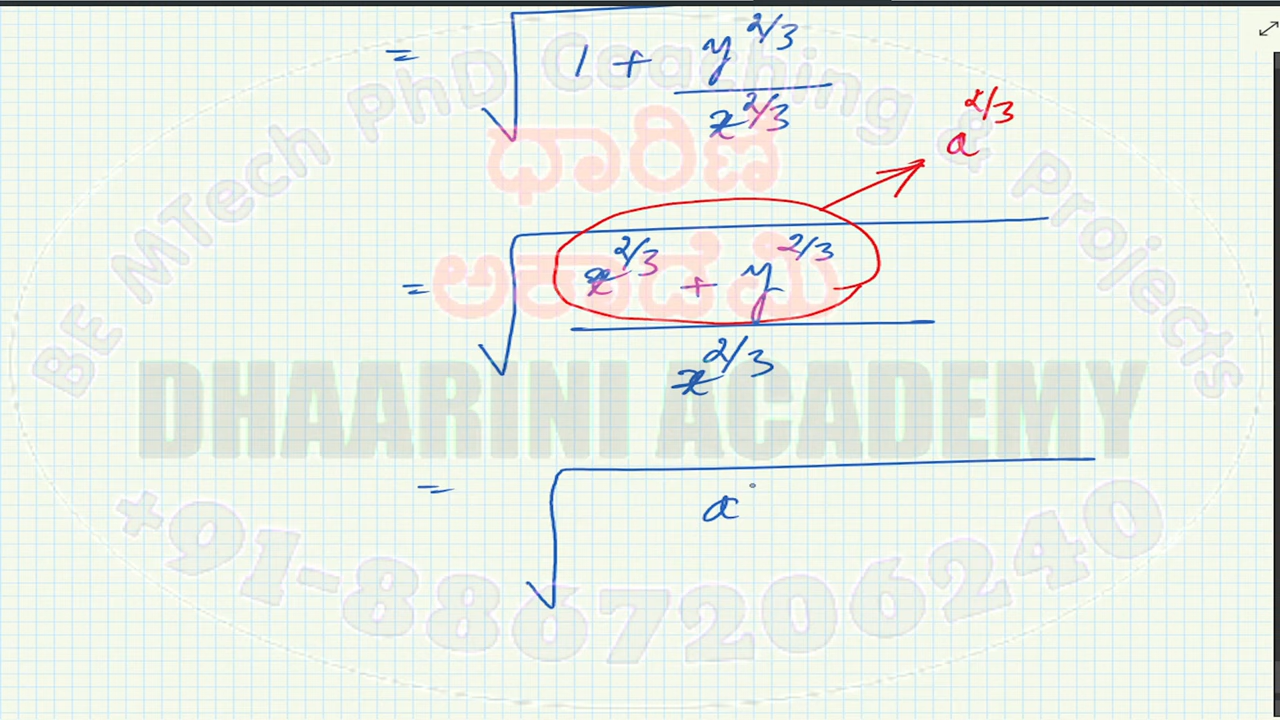 = √ 1 + y^2/3 / x^2/3
a^2/3
= √ x^2/3 + y^2/3 / x^2/3
= √ a
BE MTech PhD Coaching & Projects
ಧಾರಿಣಿ
ಅಕಾಡೆಮಿ
DHAARINI ACADEMY
+91-8867206240